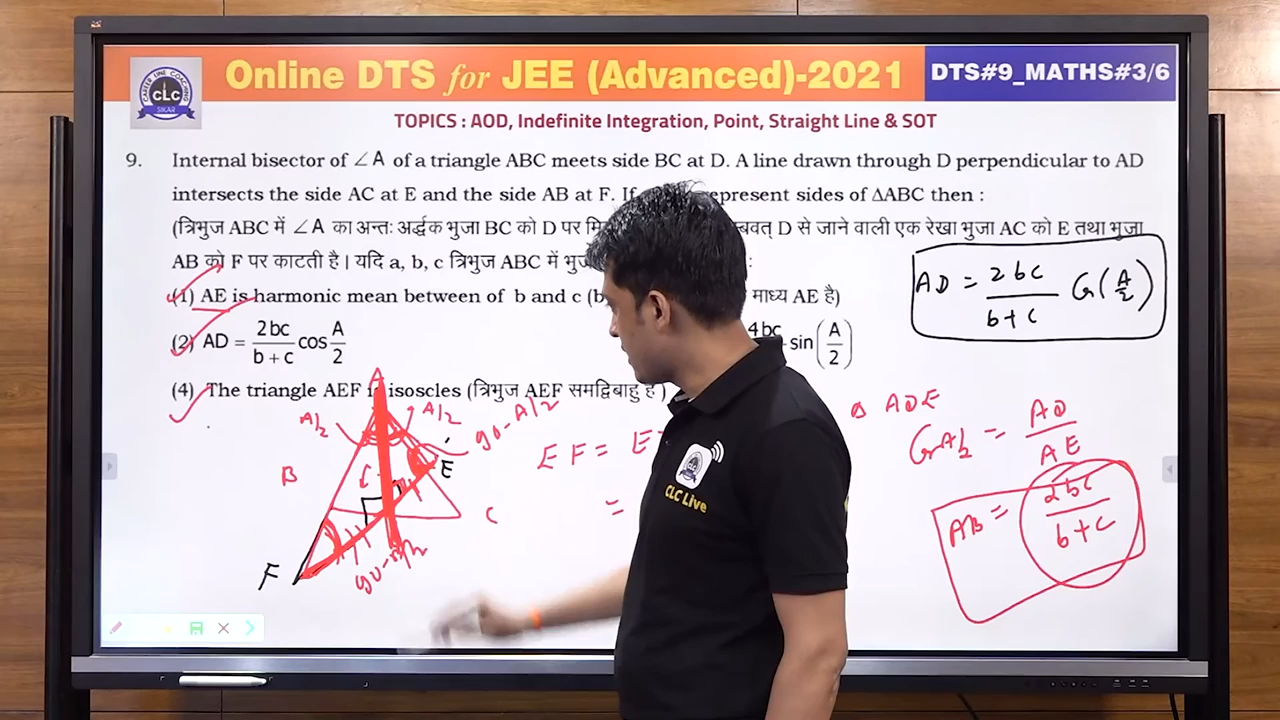 Online DTS for JEE (Advanced)-2021
DTS#9_MATHS#3/6
CAREER LINE COACHING
CLC
SIKAR
TOPICS : AOD, Indefinite Integration, Point, Straight Line & SOT
9. Internal bisector of ∠A of a triangle ABC meets side BC at D. A line drawn through D perpendicular to AD
intersects the side AC at E and the side AB at F. If represent sides of ΔABC then :
(त्रिभुज ABC में ∠A का अन्तः अर्द्धक भुजा BC को D पर D से जाने वाली एक रेखा भुजा AC को E तथा भुजा
AB को F पर काटती है। यदि a, b, c त्रिभुज ABC में :
(1) AE is harmonic mean between of b and c माध्य AE है)
(2) AD = 2bc/(b+c) cos A/2
4bc sin(A/2)
(4) The triangle AEF isoscles (त्रिभुज AEF समद्विबाहु है)
AD = 2bc/(b+c) G(A/2)
A
A/2
A/2
90-A/2
B
E
C
F
90-A/2
EF =
=
Δ ADE
GA/2 = AD/AE
2bc/(b+c)
CLC Live